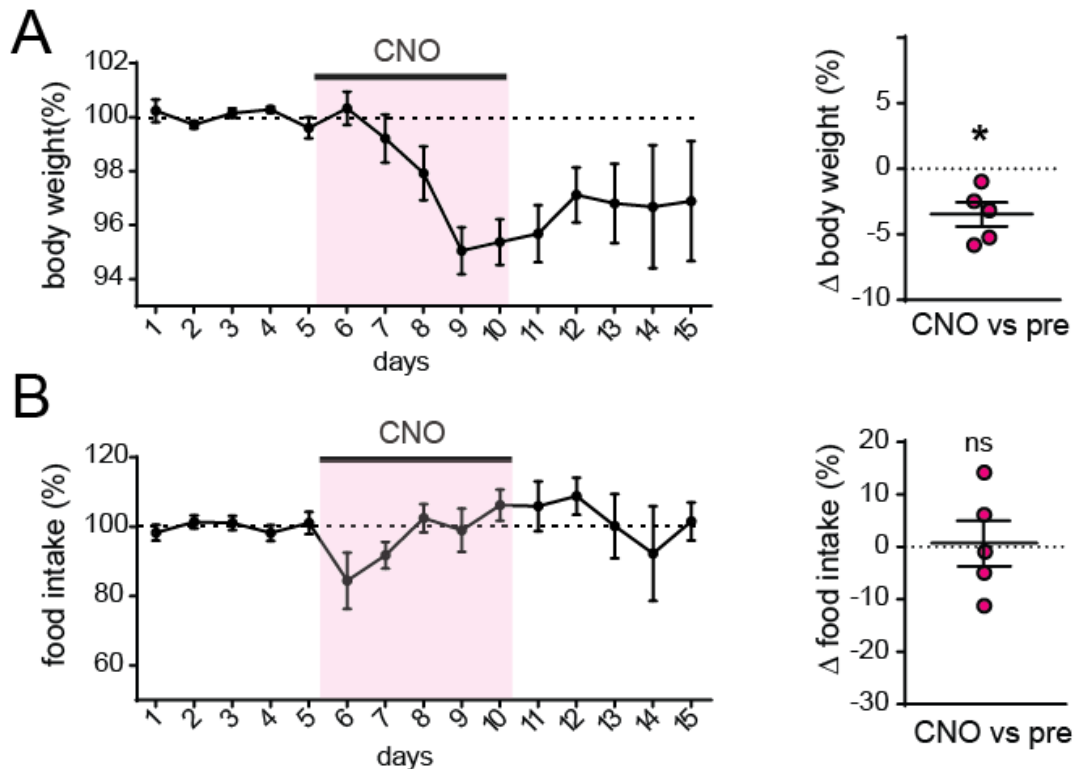 A
CNO
body weight(%)
102
100
98
96
94
1 2 3 4 5 6 7 8 9 10 11 12 13 14 15
days
Δ body weight (%)
5
0
-5
-10
*
CNO vs pre
B
CNO
food intake (%)
120
100
80
60
1 2 3 4 5 6 7 8 9 10 11 12 13 14 15
days
Δ food intake (%)
20
10
0
-10
-20
-30
ns
CNO vs pre